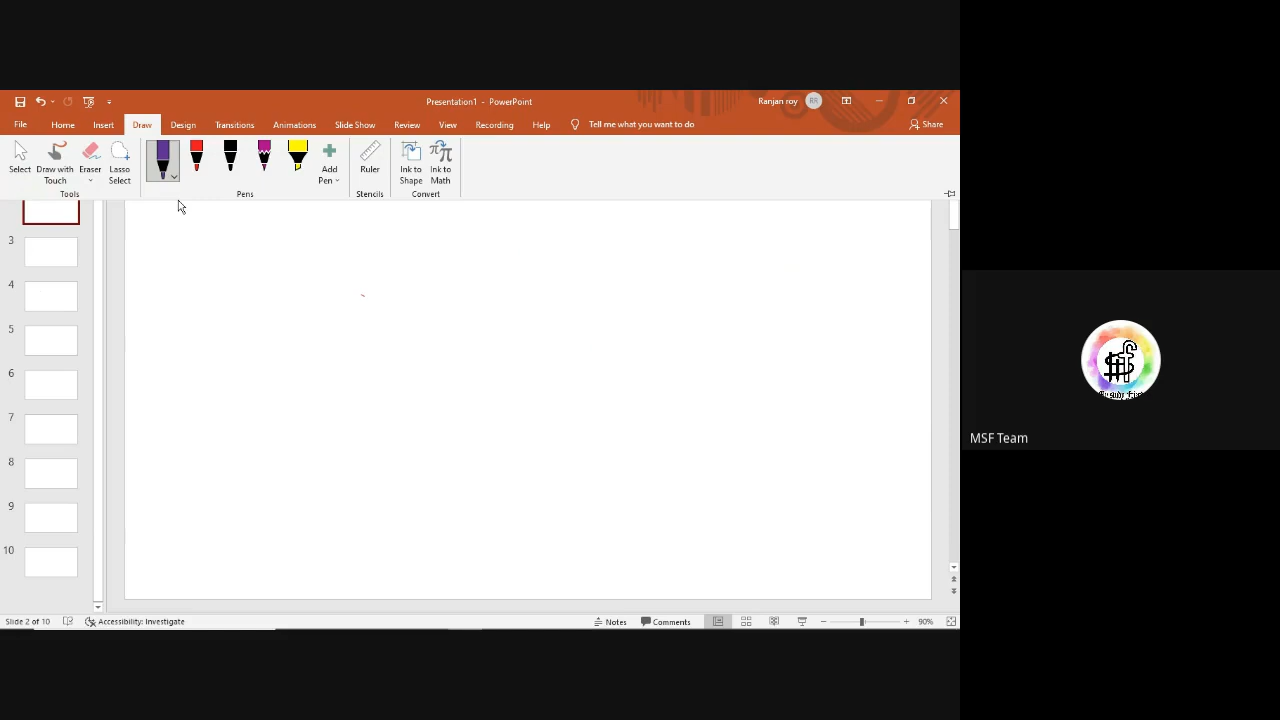 Presentation1 - PowerPoint
Ranjan roy
RR
File
Home
Insert
Draw
Design
Transitions
Animations
Slide Show
Review
View
Recording
Help
Tell me what you want to do
Share
Select
Draw with
Touch
Eraser
Lasso
Select
Add
Pen
Ruler
Ink to
Shape
Ink to
Math
Tools
Pens
Stencils
Convert
3
4
5
6
7
8
9
10
MSF Team
Slide 2 of 10
Accessibility: Investigate
Notes
Comments
90%